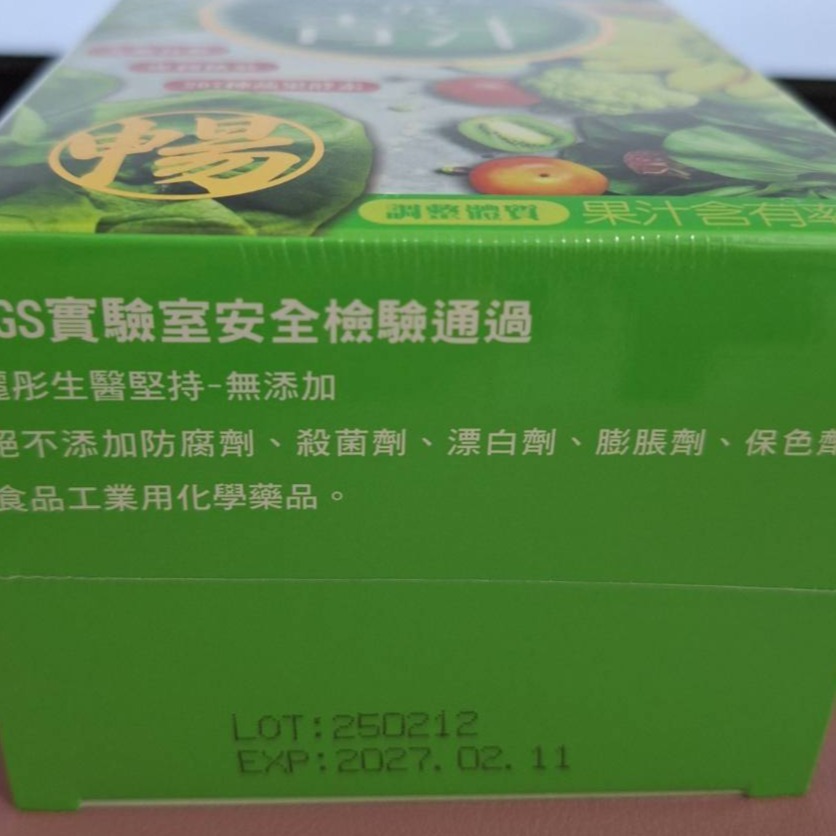 青汁
暢
調整體質 果汁含有
GS實驗室安全檢驗通過
彤生醫堅持-無添加
不添加防腐劑、殺菌劑、漂白劑、膨脹劑、保色劑
食品工業用化學藥品。
LOT:250212
EXP:2027.02.11